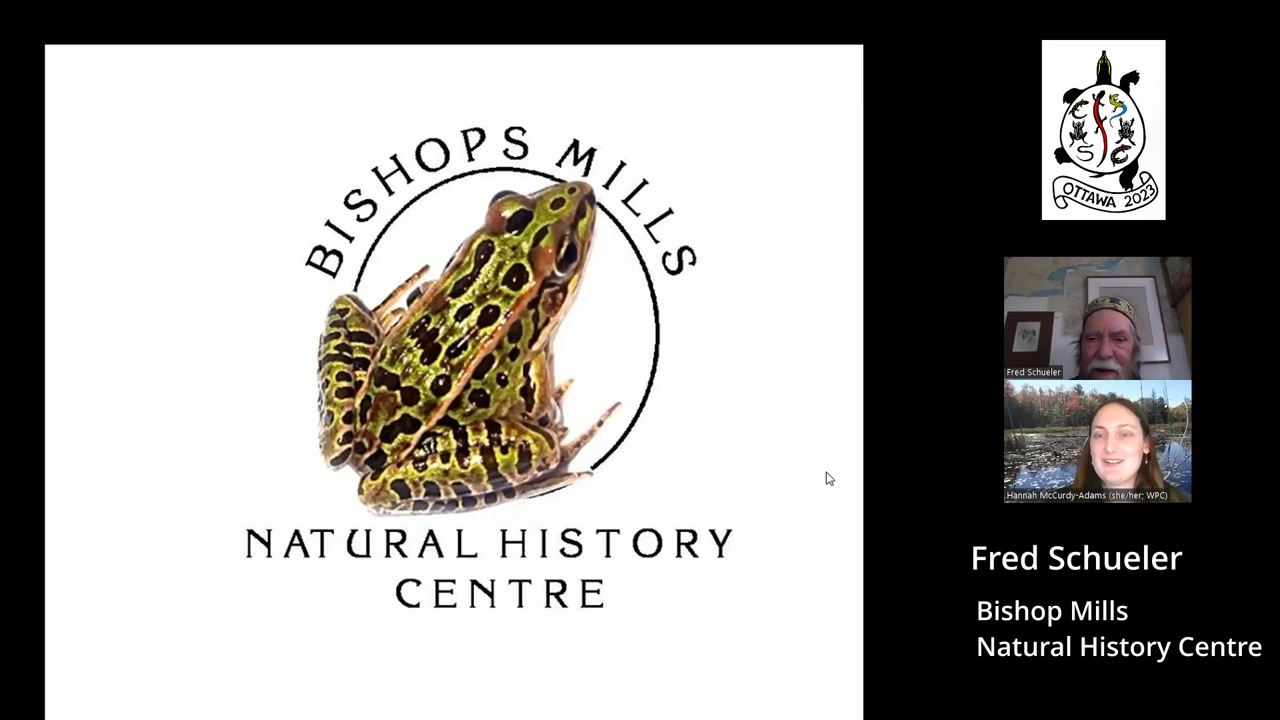 BISHOPS MILLS
NATURAL HISTORY
CENTRE
C S P C
OTTAWA 2023
Fred Schueler
Hannah McCurdy-Adams (she/her; WPC)
Fred Schueler
Bishop Mills
Natural History Centre